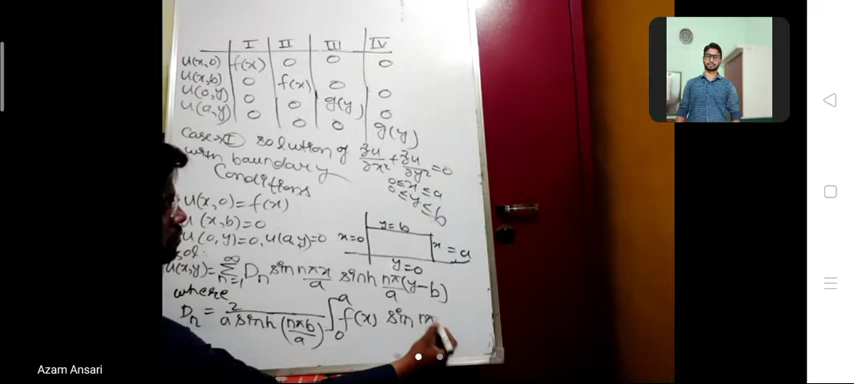 I II III IV
u(x,0) f(x) 0 0 0
u(x,b) 0 f(x) 0
u(0,y) 0 0 g(y) 0
u(a,y) 0 0 0 g(y)
Case-I solution of ∂²u/∂x² + ∂²u/∂y² = 0
with boundary 0≤x≤a
Conditions 0≤y≤b
u(x,0)=f(x)
u(x,b)=0
u(0,y)=0, u(a,y)=0
y=b
x=0
x=a
y=0
sol:
u(x,y)= ∑_{n=1}^{∞} D_n sin nπx/a sinh nπ/a (y-b)
where
D_n = 2/(a sinh(nπb/a)) ∫_0^a f(x) sin
Azam Ansari